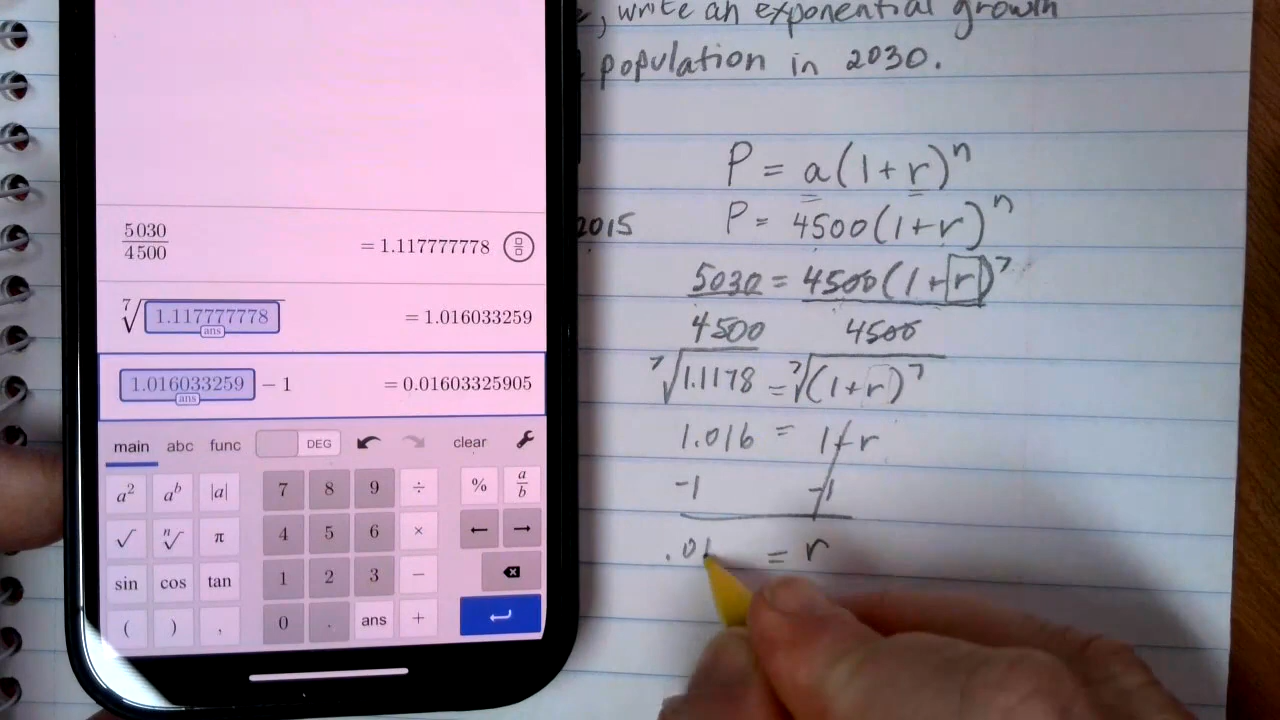 , write an exponential growth
population in 2030.
P = a(1+r)^n
2015 P = 4500(1+r)^n
5030 = 4500(1+r)^7
4500 4500
⁷√1.1178 = ⁷√(1+r)^7
1.016 = 1+r
-1 -1
.01 = r
5030/4500 = 1.117777778
⁷√1.117777778 = 1.016033259
ans
1.016033259 − 1 = 0.01603325905
ans
main abc func DEG clear
a² a^b |a| 7 8 9 ÷ % a/b
√ ⁿ√ π 4 5 6 × ← →
sin cos tan 1 2 3 −
( ) , 0 . ans +